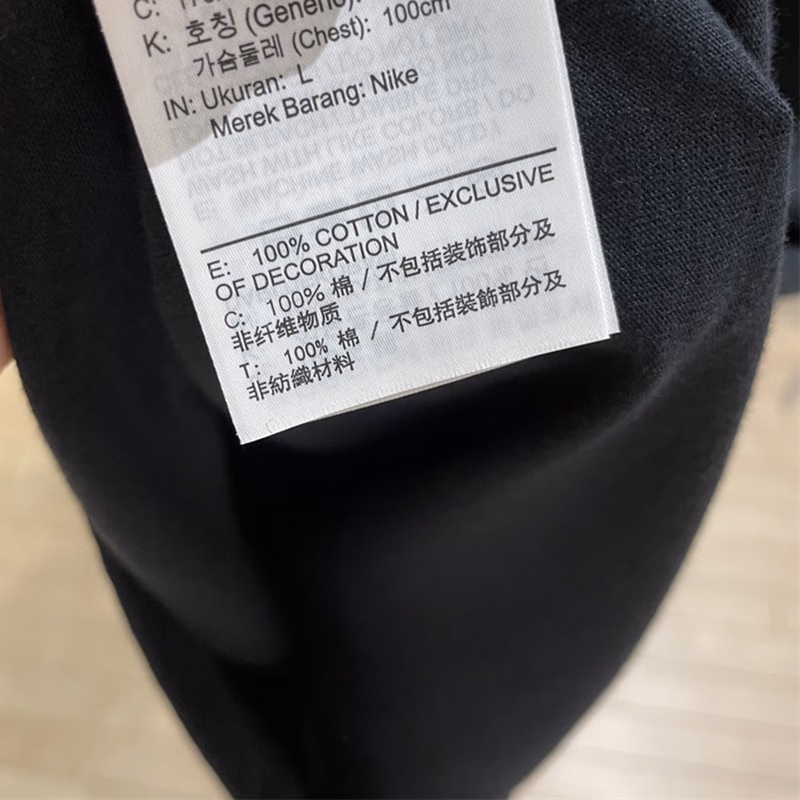 C:
K: 호칭 (Generic):
가슴둘레 (Chest): 100cm
IN: Ukuran: L
Merek Barang: Nike
E: 100% COTTON / EXCLUSIVE
OF DECORATION
C: 100% 棉 / 不包括装饰部分及
非纤维物质
T: 100% 棉 / 不包括裝飾部分及
非紡織材料